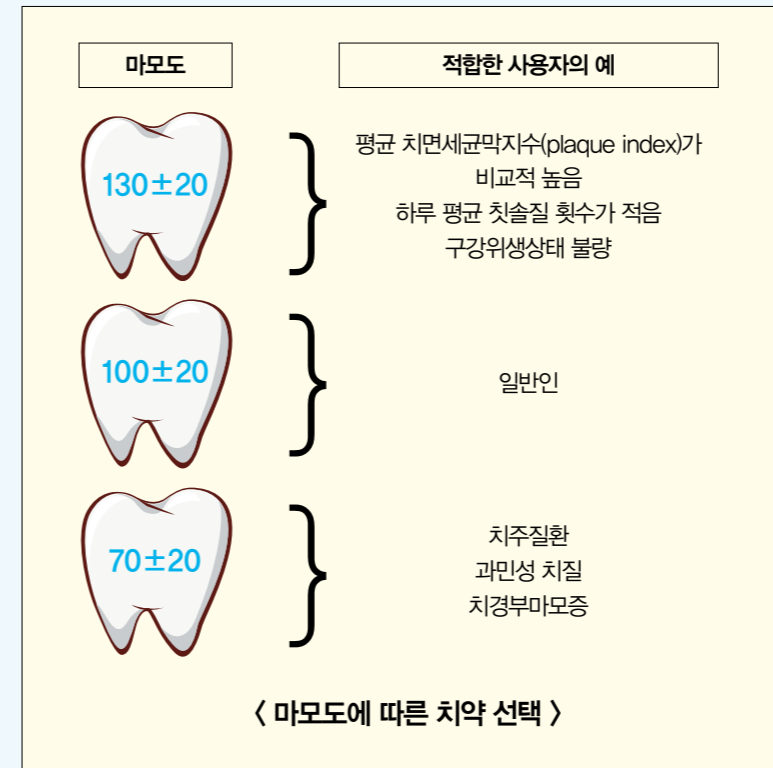 마모도
적합한 사용자의 예
130±20
평균 치면세균막지수(plaque index)가
비교적 높음
하루 평균 칫솔질 횟수가 적음
구강위생상태 불량
100±20
일반인
70±20
치주질환
과민성 치질
치경부마모증
< 마모도에 따른 치약 선택 >